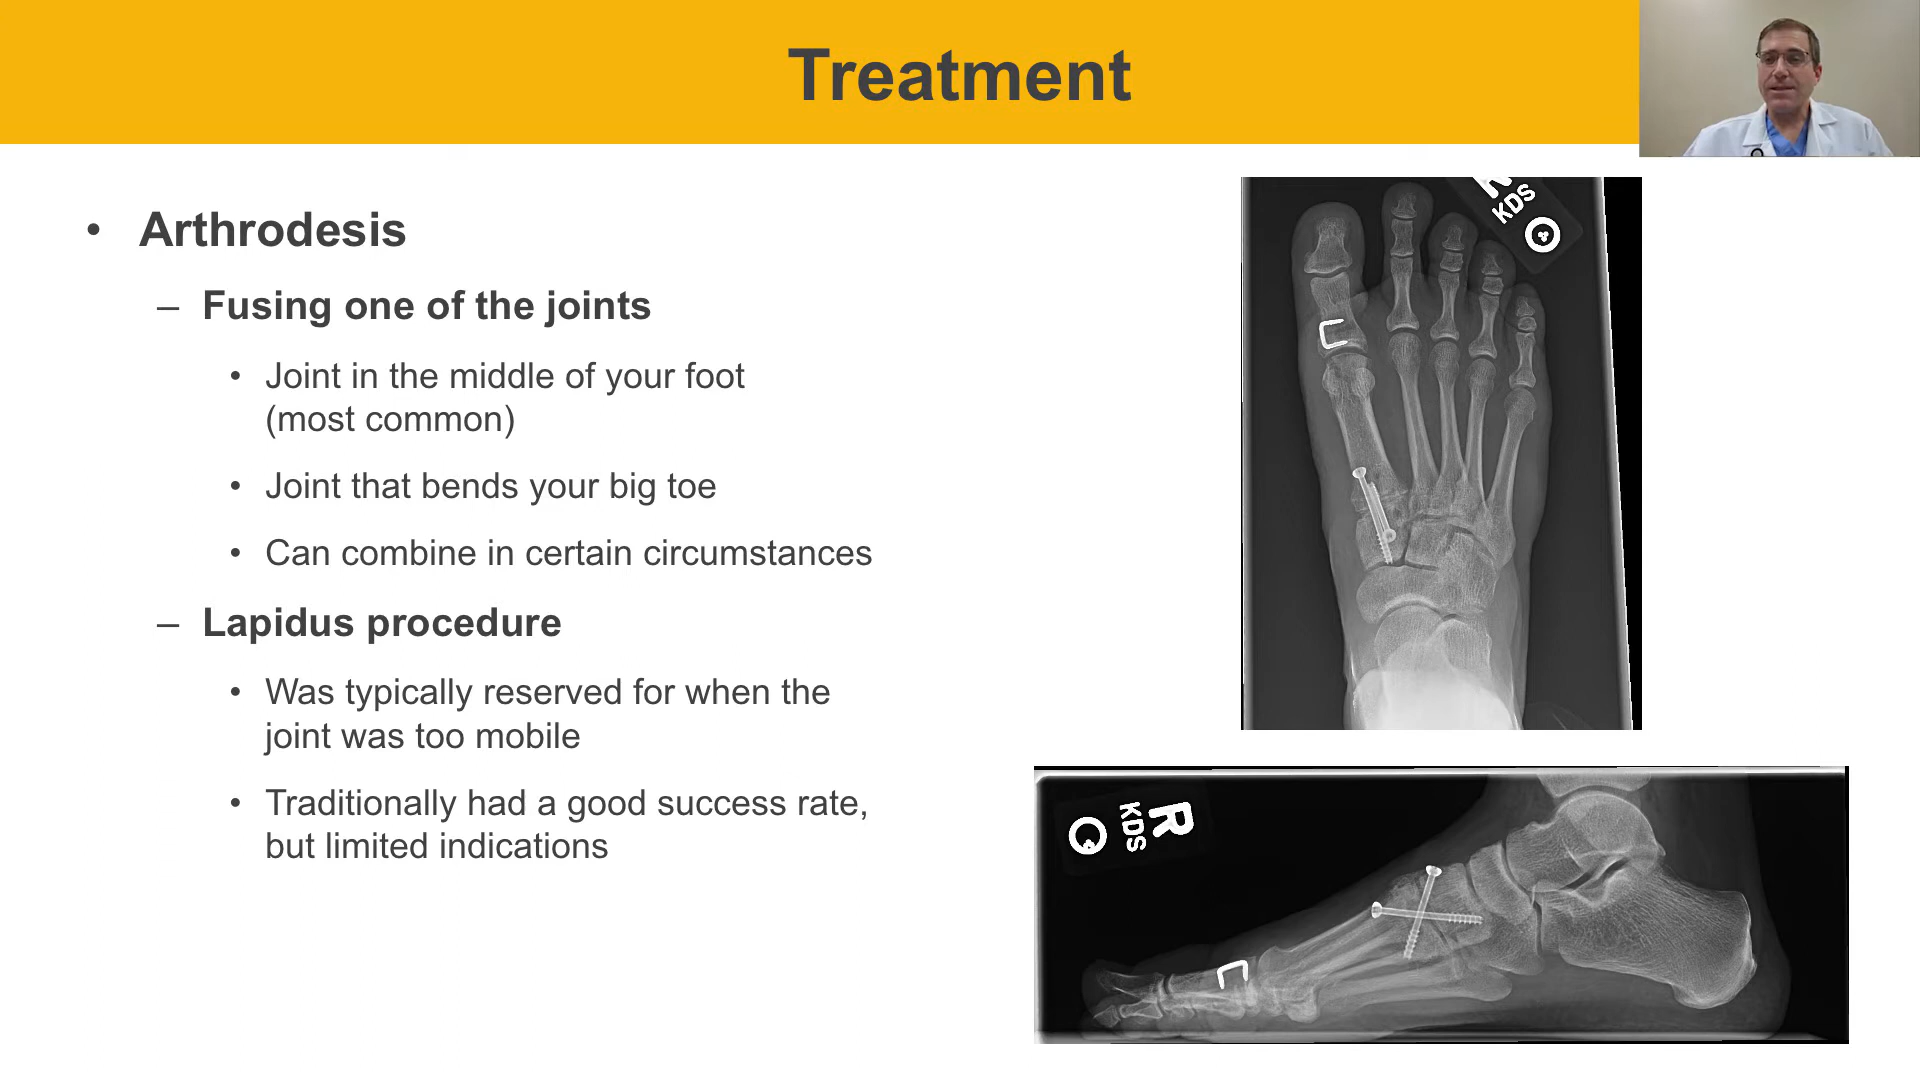 Treatment
• Arthrodesis
– Fusing one of the joints
• Joint in the middle of your foot
(most common)
• Joint that bends your big toe
• Can combine in certain circumstances
– Lapidus procedure
• Was typically reserved for when the
joint was too mobile
• Traditionally had a good success rate,
but limited indications
R
KDS
R
KDS